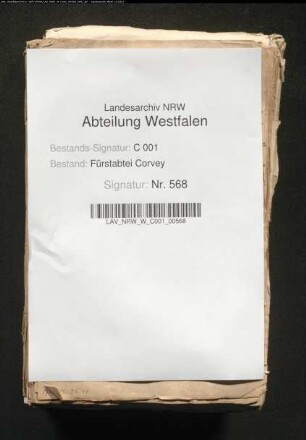 Landesarchiv NRW
Abteilung Westfalen
Bestands-Signatur: C 001
Bestand: Fürstabtei Corvey
Signatur: Nr. 568
LAV_NRW_W_C001_00568